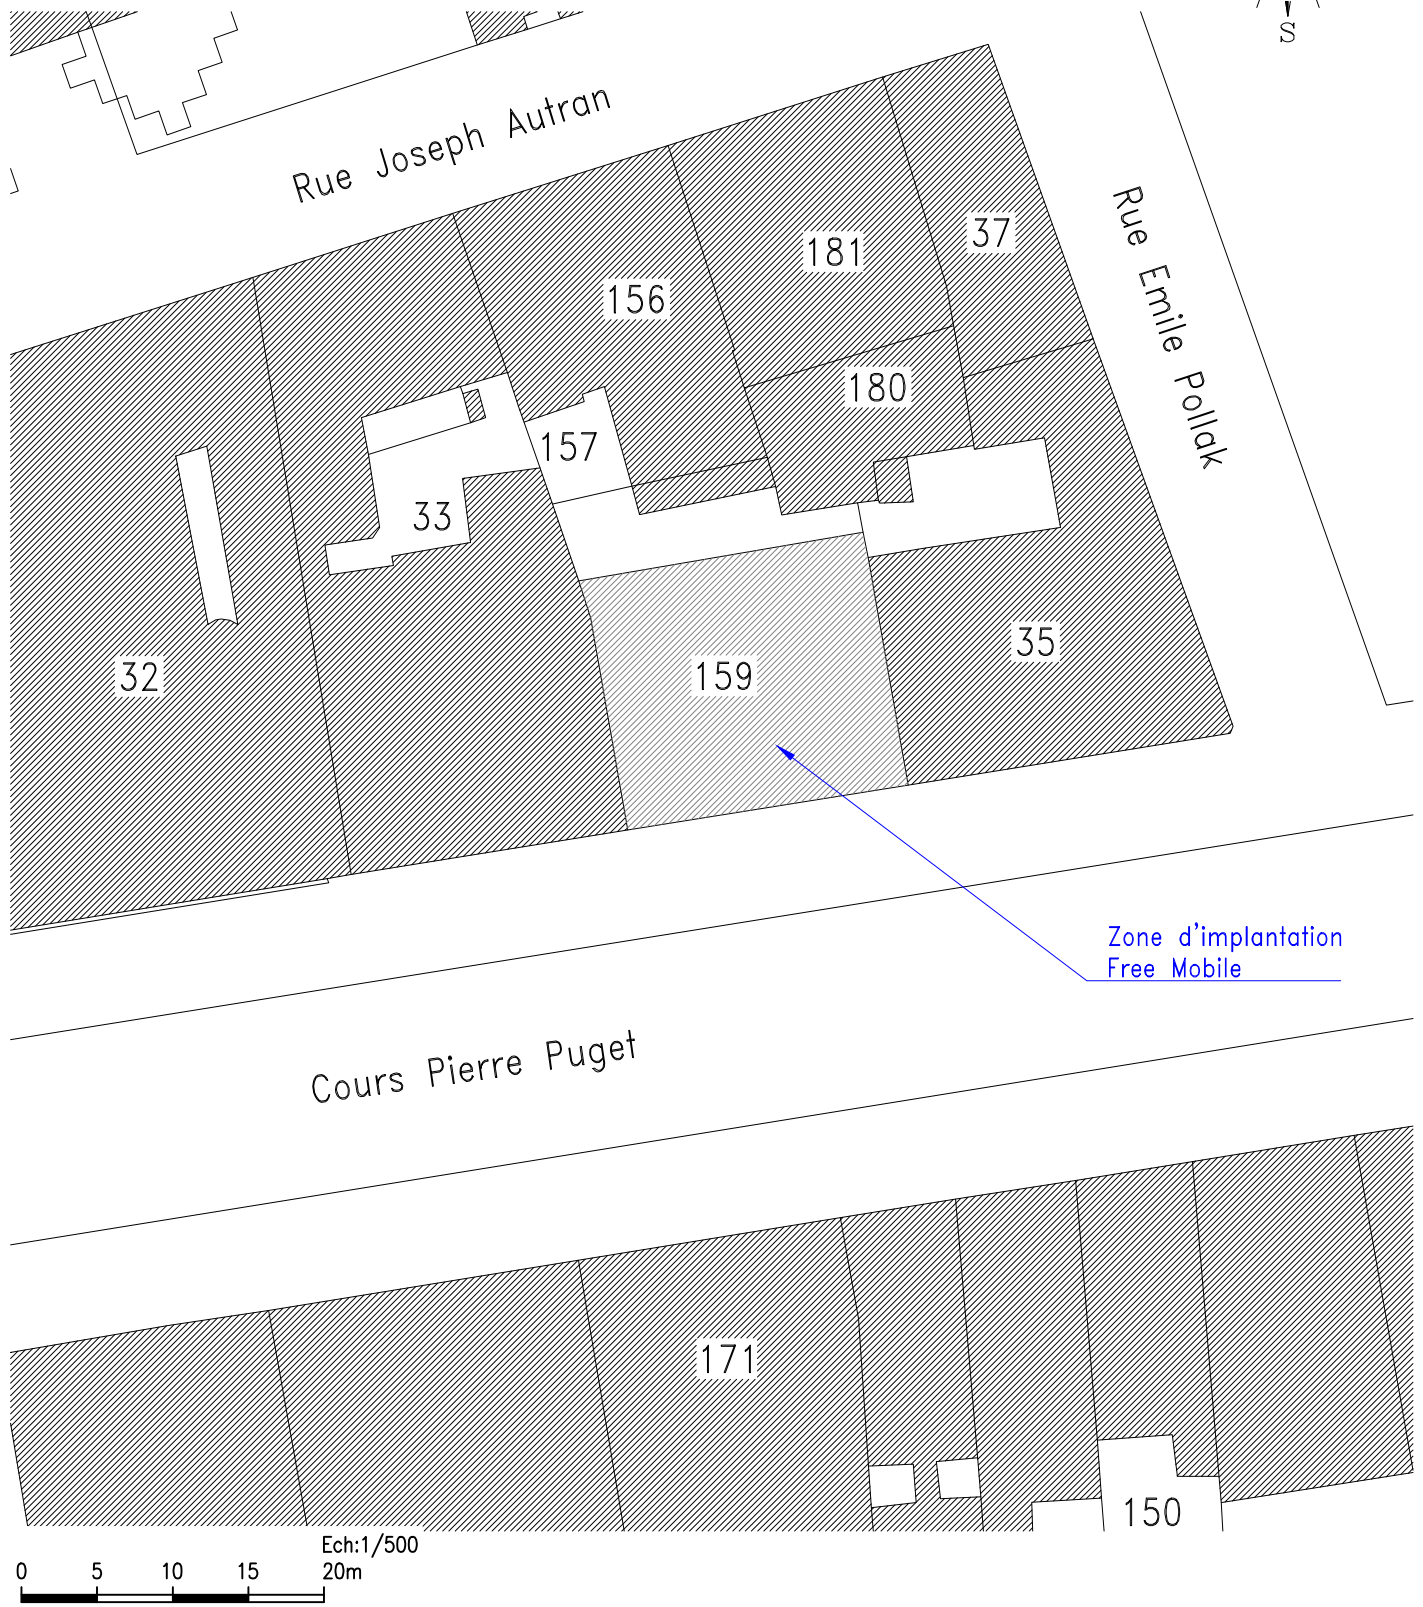 S
Rue Joseph Autran
Rue Emile Pollak
37
181
156
180
157
33
35
32
159
Zone d'implantation
Free Mobile
Cours Pierre Puget
171
150
Ech:1/500
0 5 10 15 20m